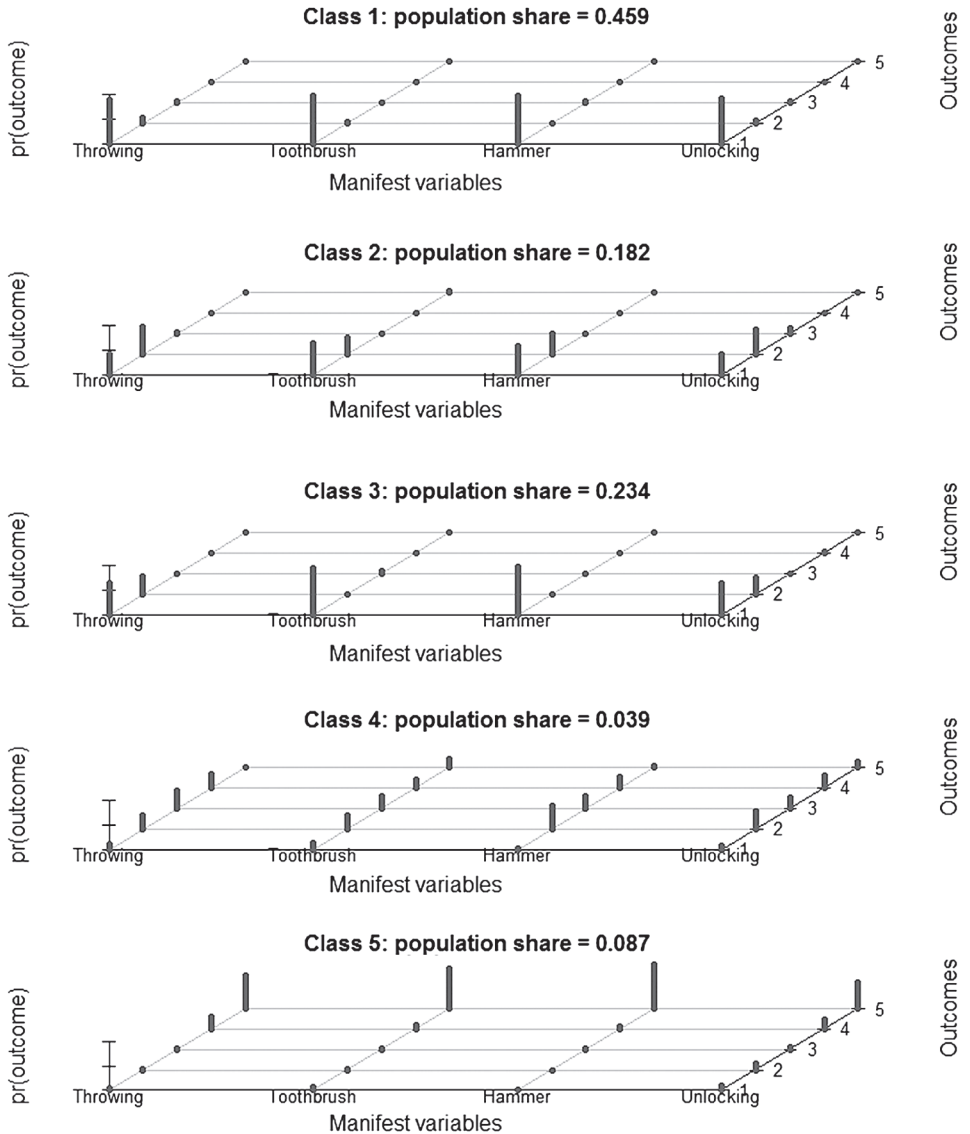 Class 1: population share = 0.459
pr(outcome)
Outcomes
5
4
3
2
1
Throwing Toothbrush Hammer Unlocking
Manifest variables
Class 2: population share = 0.182
pr(outcome)
Outcomes
5
4
3
2
1
Throwing Toothbrush Hammer Unlocking
Manifest variables
Class 3: population share = 0.234
pr(outcome)
Outcomes
5
4
3
2
1
Throwing Toothbrush Hammer Unlocking
Manifest variables
Class 4: population share = 0.039
pr(outcome)
Outcomes
5
4
3
2
1
Throwing Toothbrush Hammer Unlocking
Manifest variables
Class 5: population share = 0.087
pr(outcome)
Outcomes
5
4
3
2
1
Throwing Toothbrush Hammer Unlocking
Manifest variables